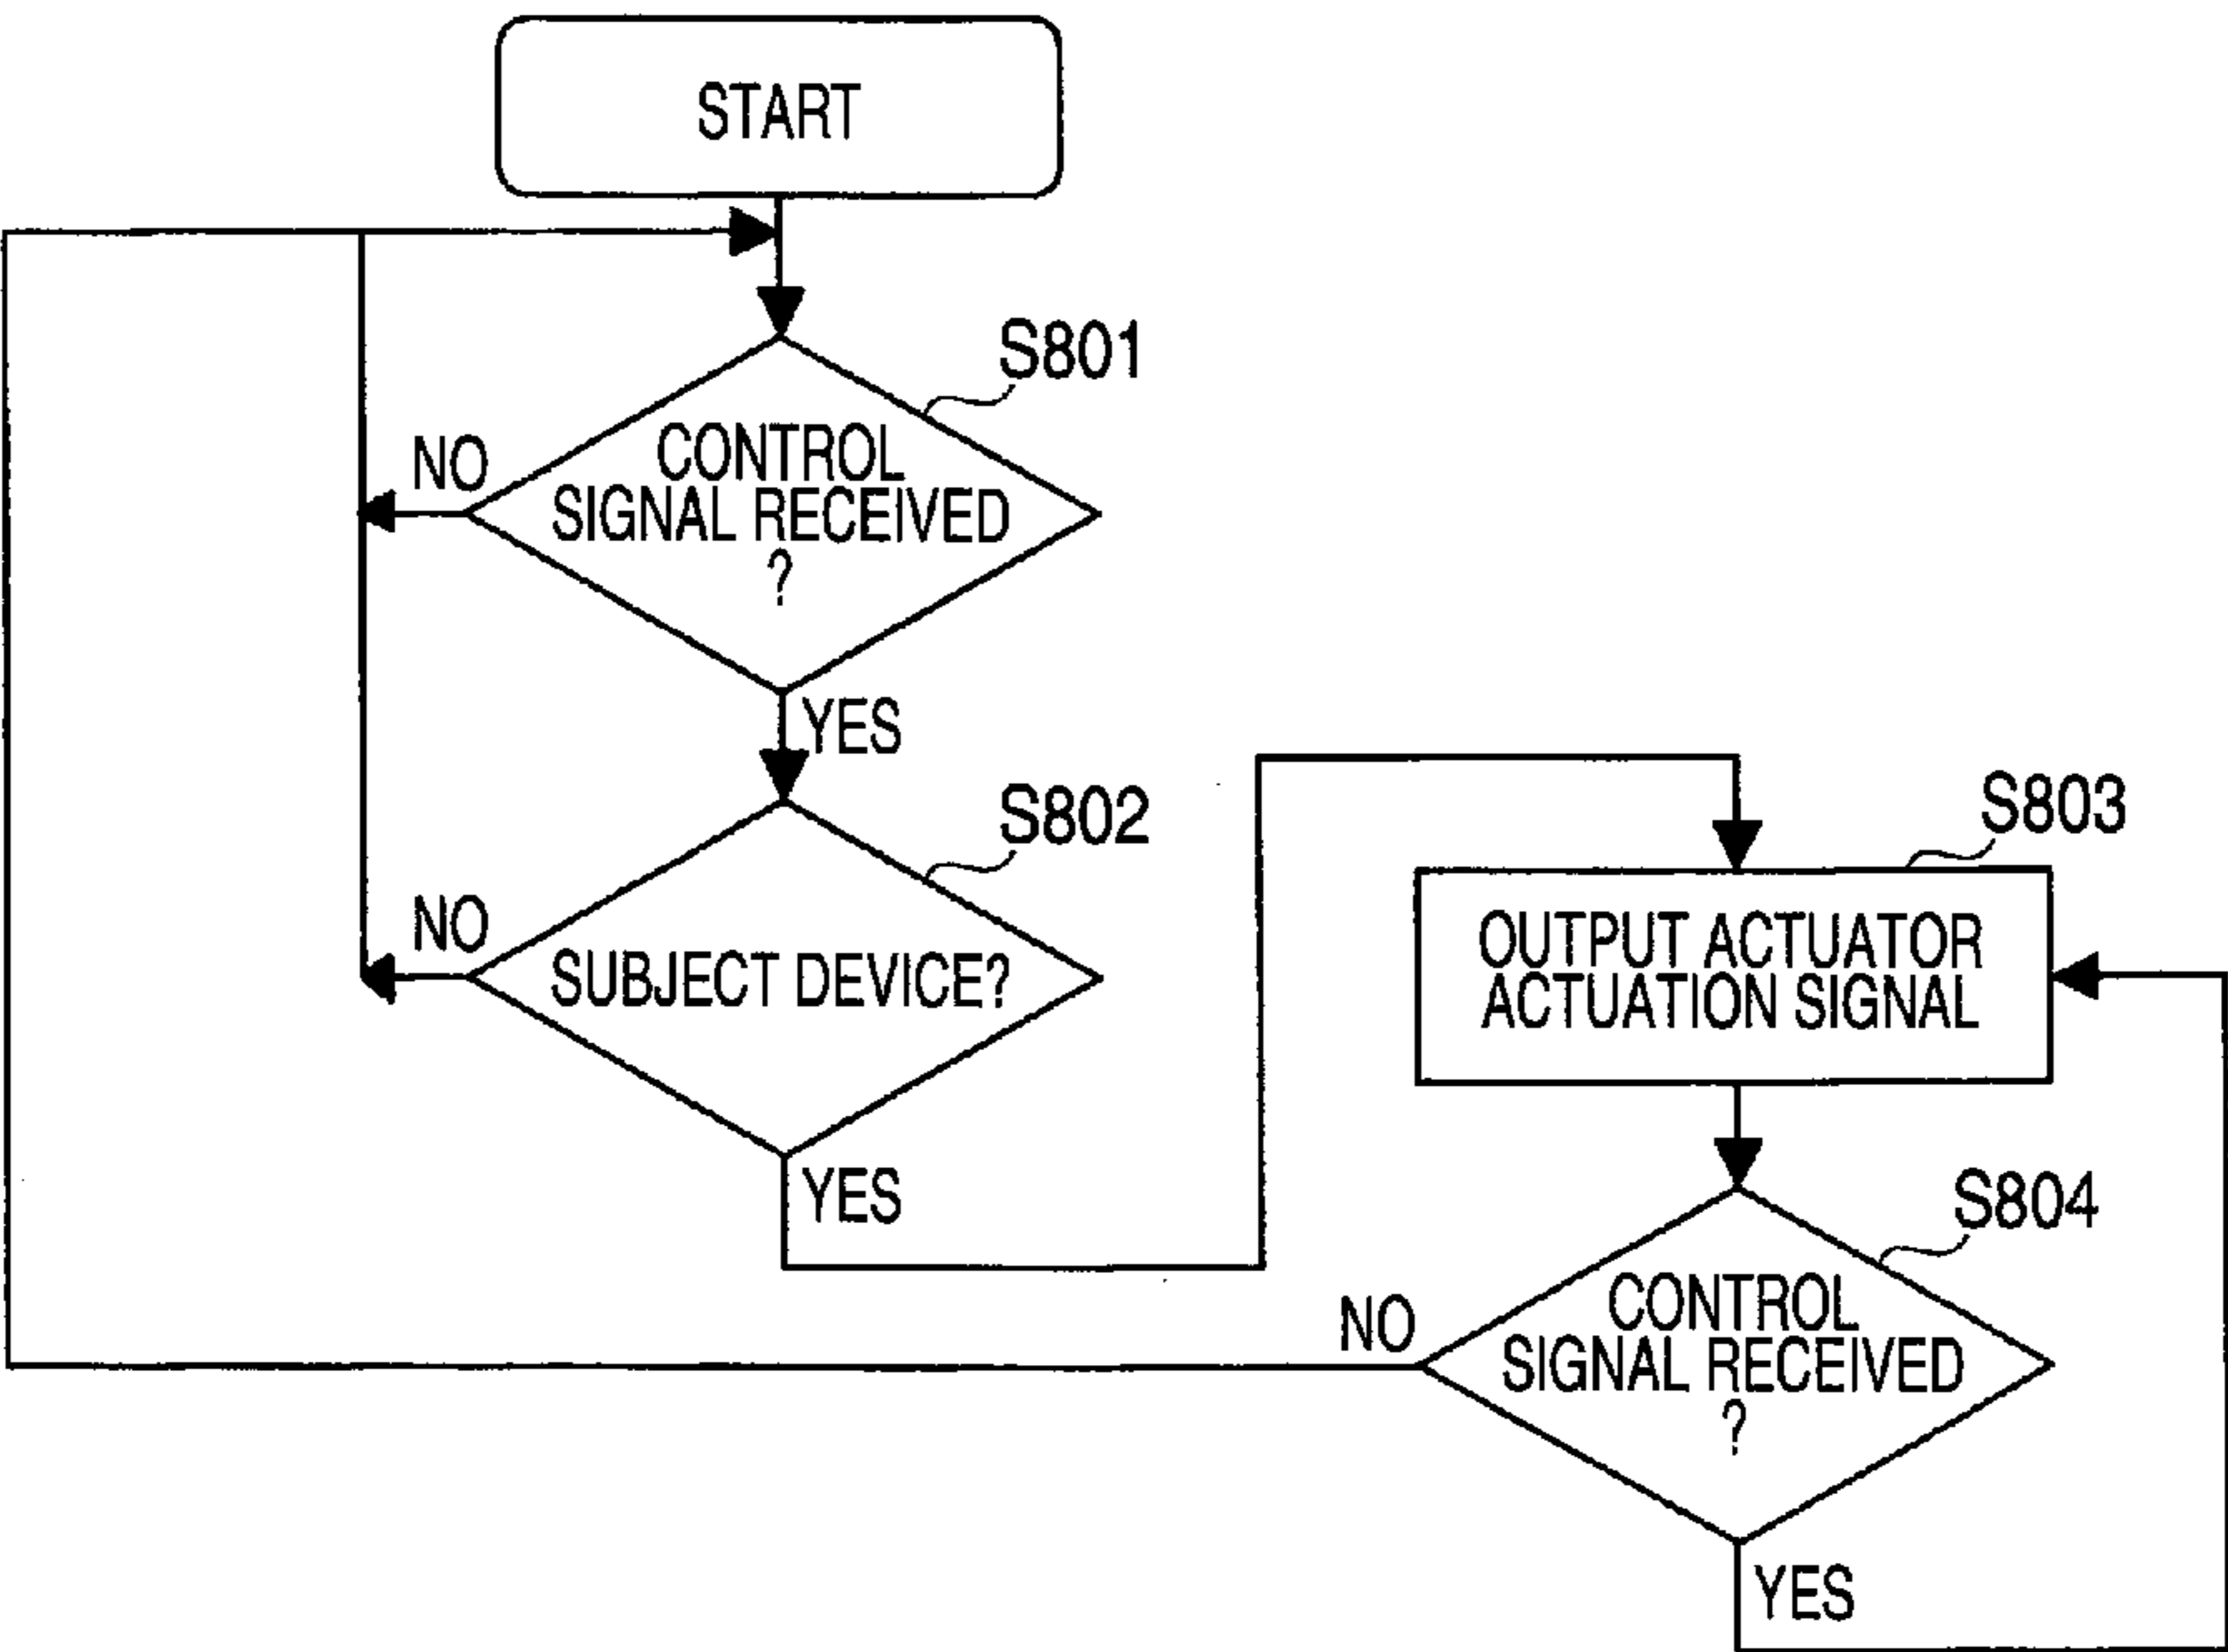 START
S801
CONTROL
SIGNAL RECEIVED
?
NO
YES
S802
SUBJECT DEVICE?
NO
YES
S803
OUTPUT ACTUATOR
ACTUATION SIGNAL
S804
CONTROL
SIGNAL RECEIVED
?
NO
YES